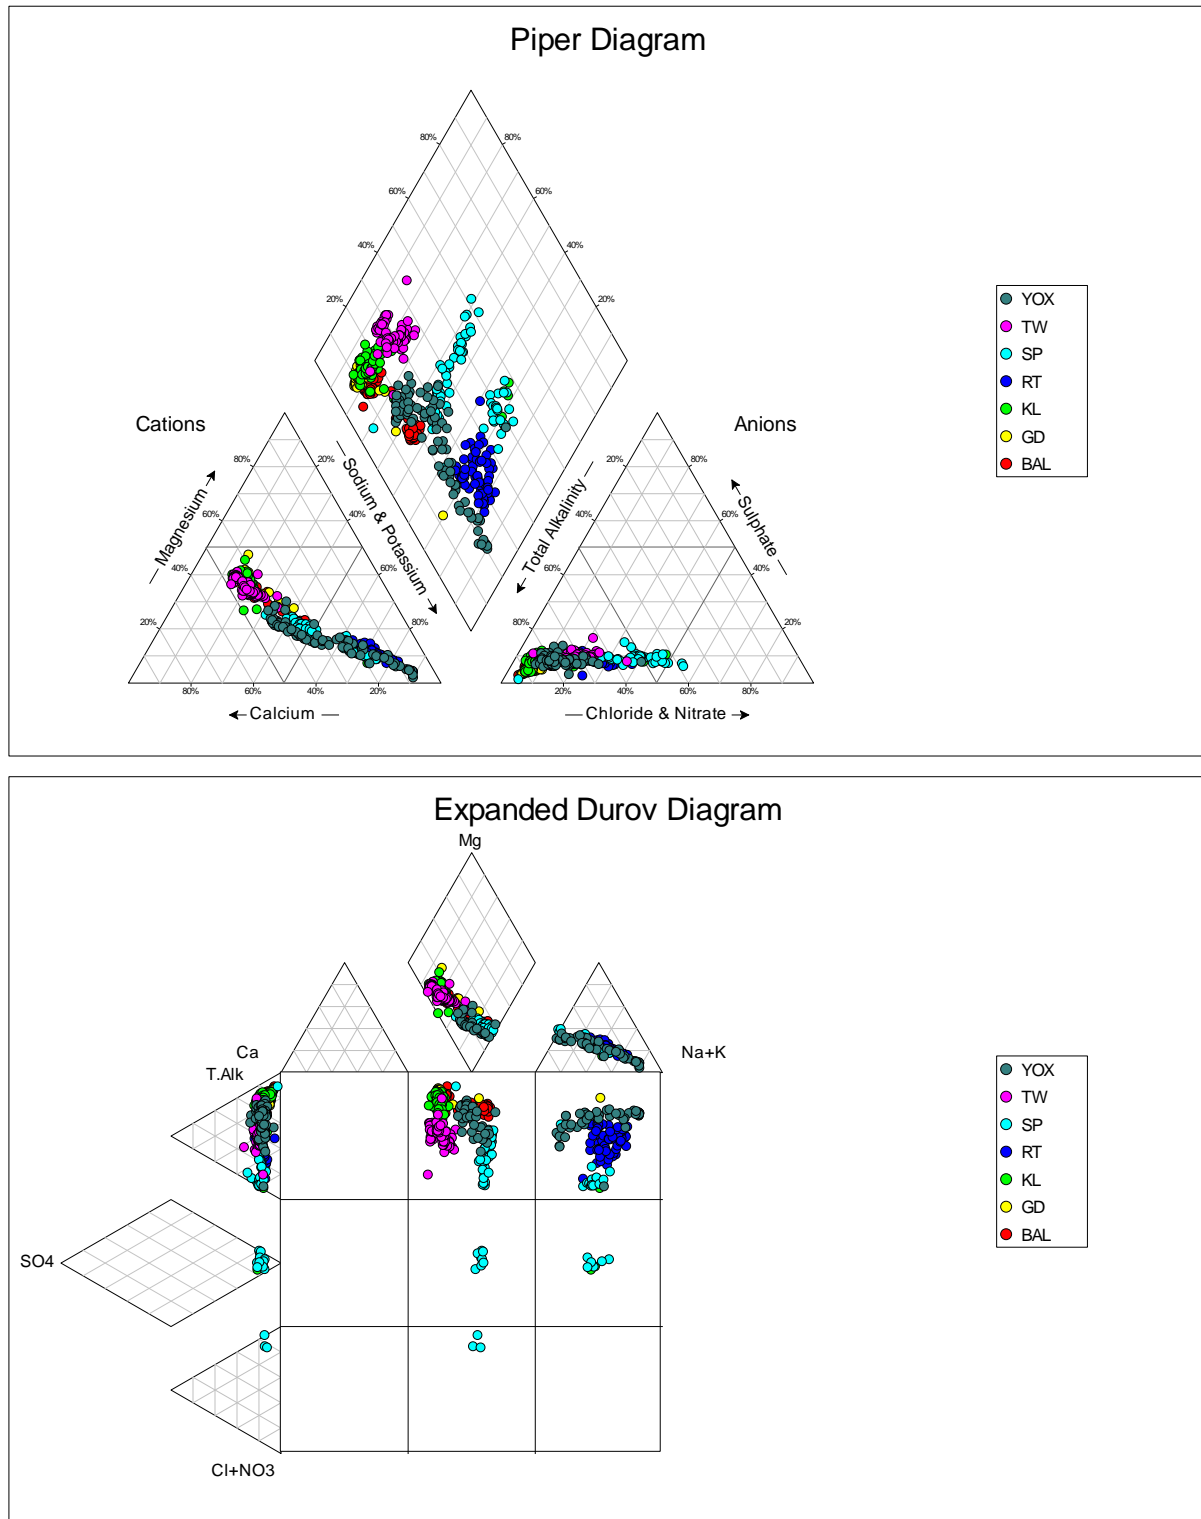 Piper Diagram
80% 80%
60% 60%
40% 40%
20% 20%
YOX
TW
SP
RT
KL
GD
BAL
Cations Anions
Magnesium
Sodium & Potassium
Total Alkalinity
Sulphate
80% 20% 20% 80%
60% 40% 40% 60%
40% 60% 60% 40%
20% 80% 80% 20%
80% 60% 40% 20% 20% 40% 60% 80%
Calcium Chloride & Nitrate
Expanded Durov Diagram
Mg
Ca Na+K
T.Alk
YOX
TW
SP
RT
KL
GD
BAL
SO4
Cl+NO3